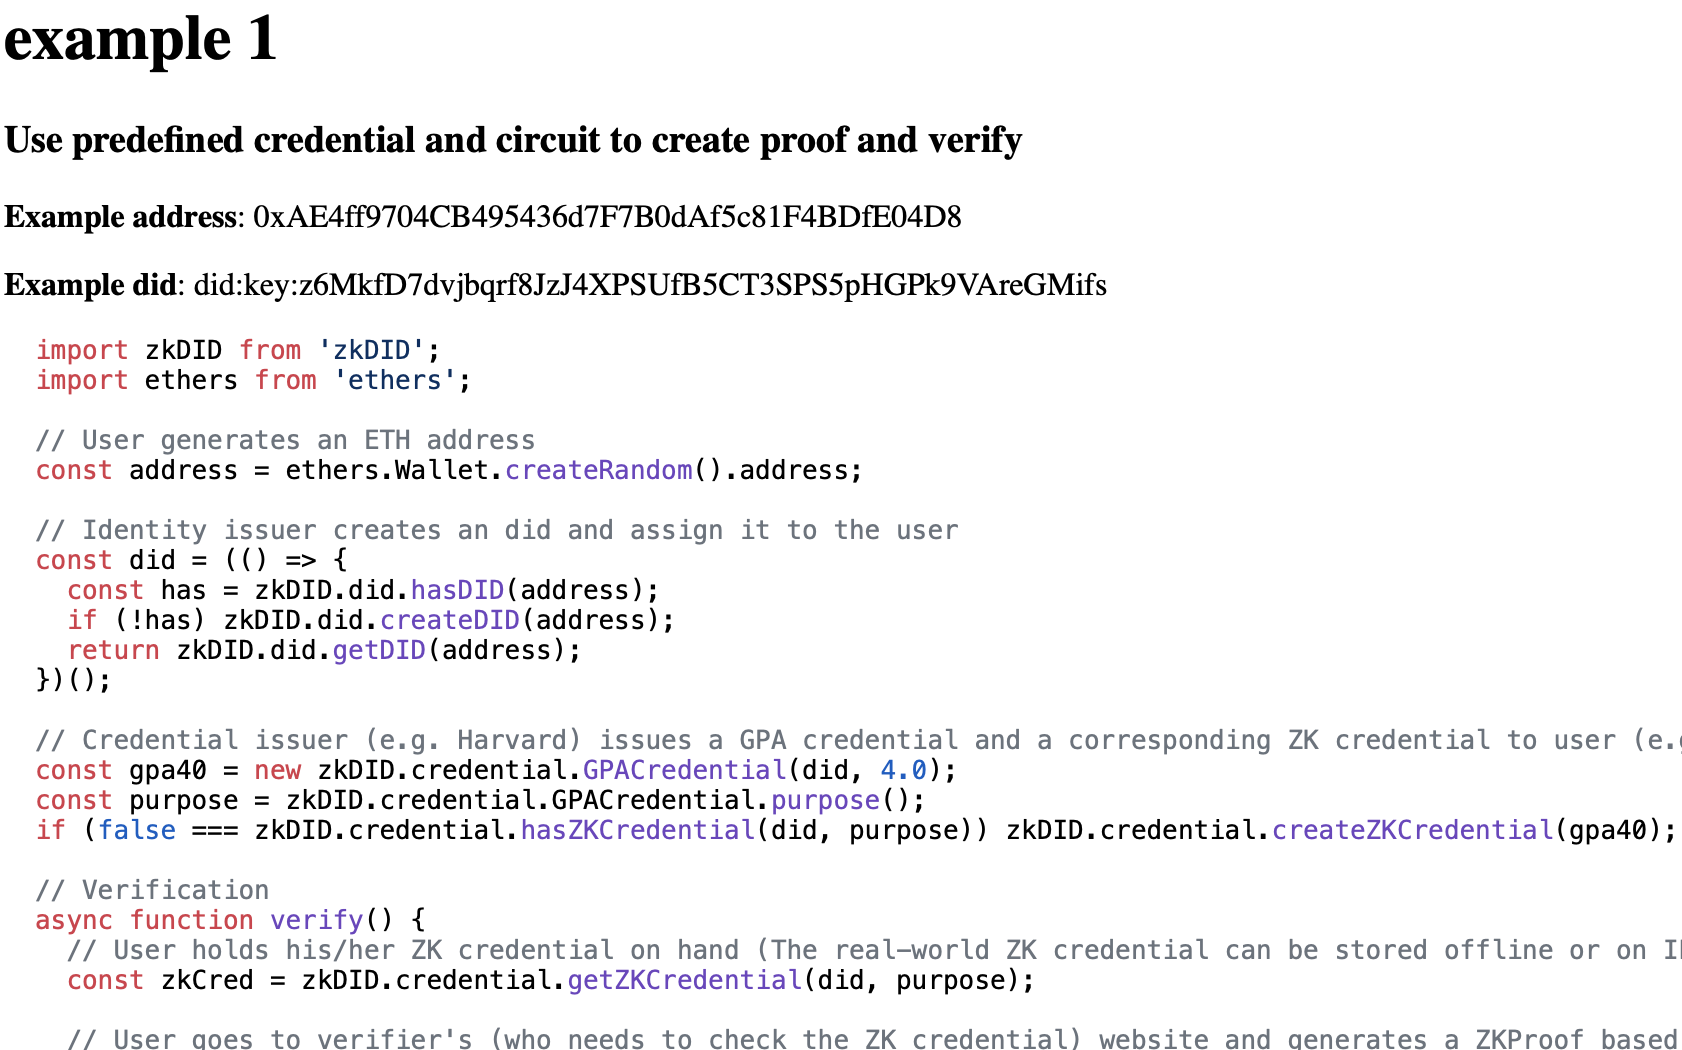 example 1
Use predefined credential and circuit to create proof and verify
Example address: 0xAE4ff9704CB495436d7F7B0dAf5c81F4BDfE04D8
Example did: did:key:z6MkfD7dvjbqrf8JzJ4XPSUfB5CT3SPS5pHGPk9VAreGMifs
import zkDID from 'zkDID';
import ethers from 'ethers';
// User generates an ETH address
const address = ethers.Wallet.createRandom().address;
// Identity issuer creates an did and assign it to the user
const did = (() => {
  const has = zkDID.did.hasDID(address);
  if (!has) zkDID.did.createDID(address);
  return zkDID.did.getDID(address);
})();
// Credential issuer (e.g. Harvard) issues a GPA credential and a corresponding ZK credential to user (e.g
const gpa40 = new zkDID.credential.GPACredential(did, 4.0);
const purpose = zkDID.credential.GPACredential.purpose();
if (false === zkDID.credential.hasZKCredential(did, purpose)) zkDID.credential.createZKCredential(gpa40);
// Verification
async function verify() {
  // User holds his/her ZK credential on hand (The real-world ZK credential can be stored offline or on
  const zkCred = zkDID.credential.getZKCredential(did, purpose);
  // User goes to verifier's (who needs to check the ZK credential) website and generates a ZKProof based